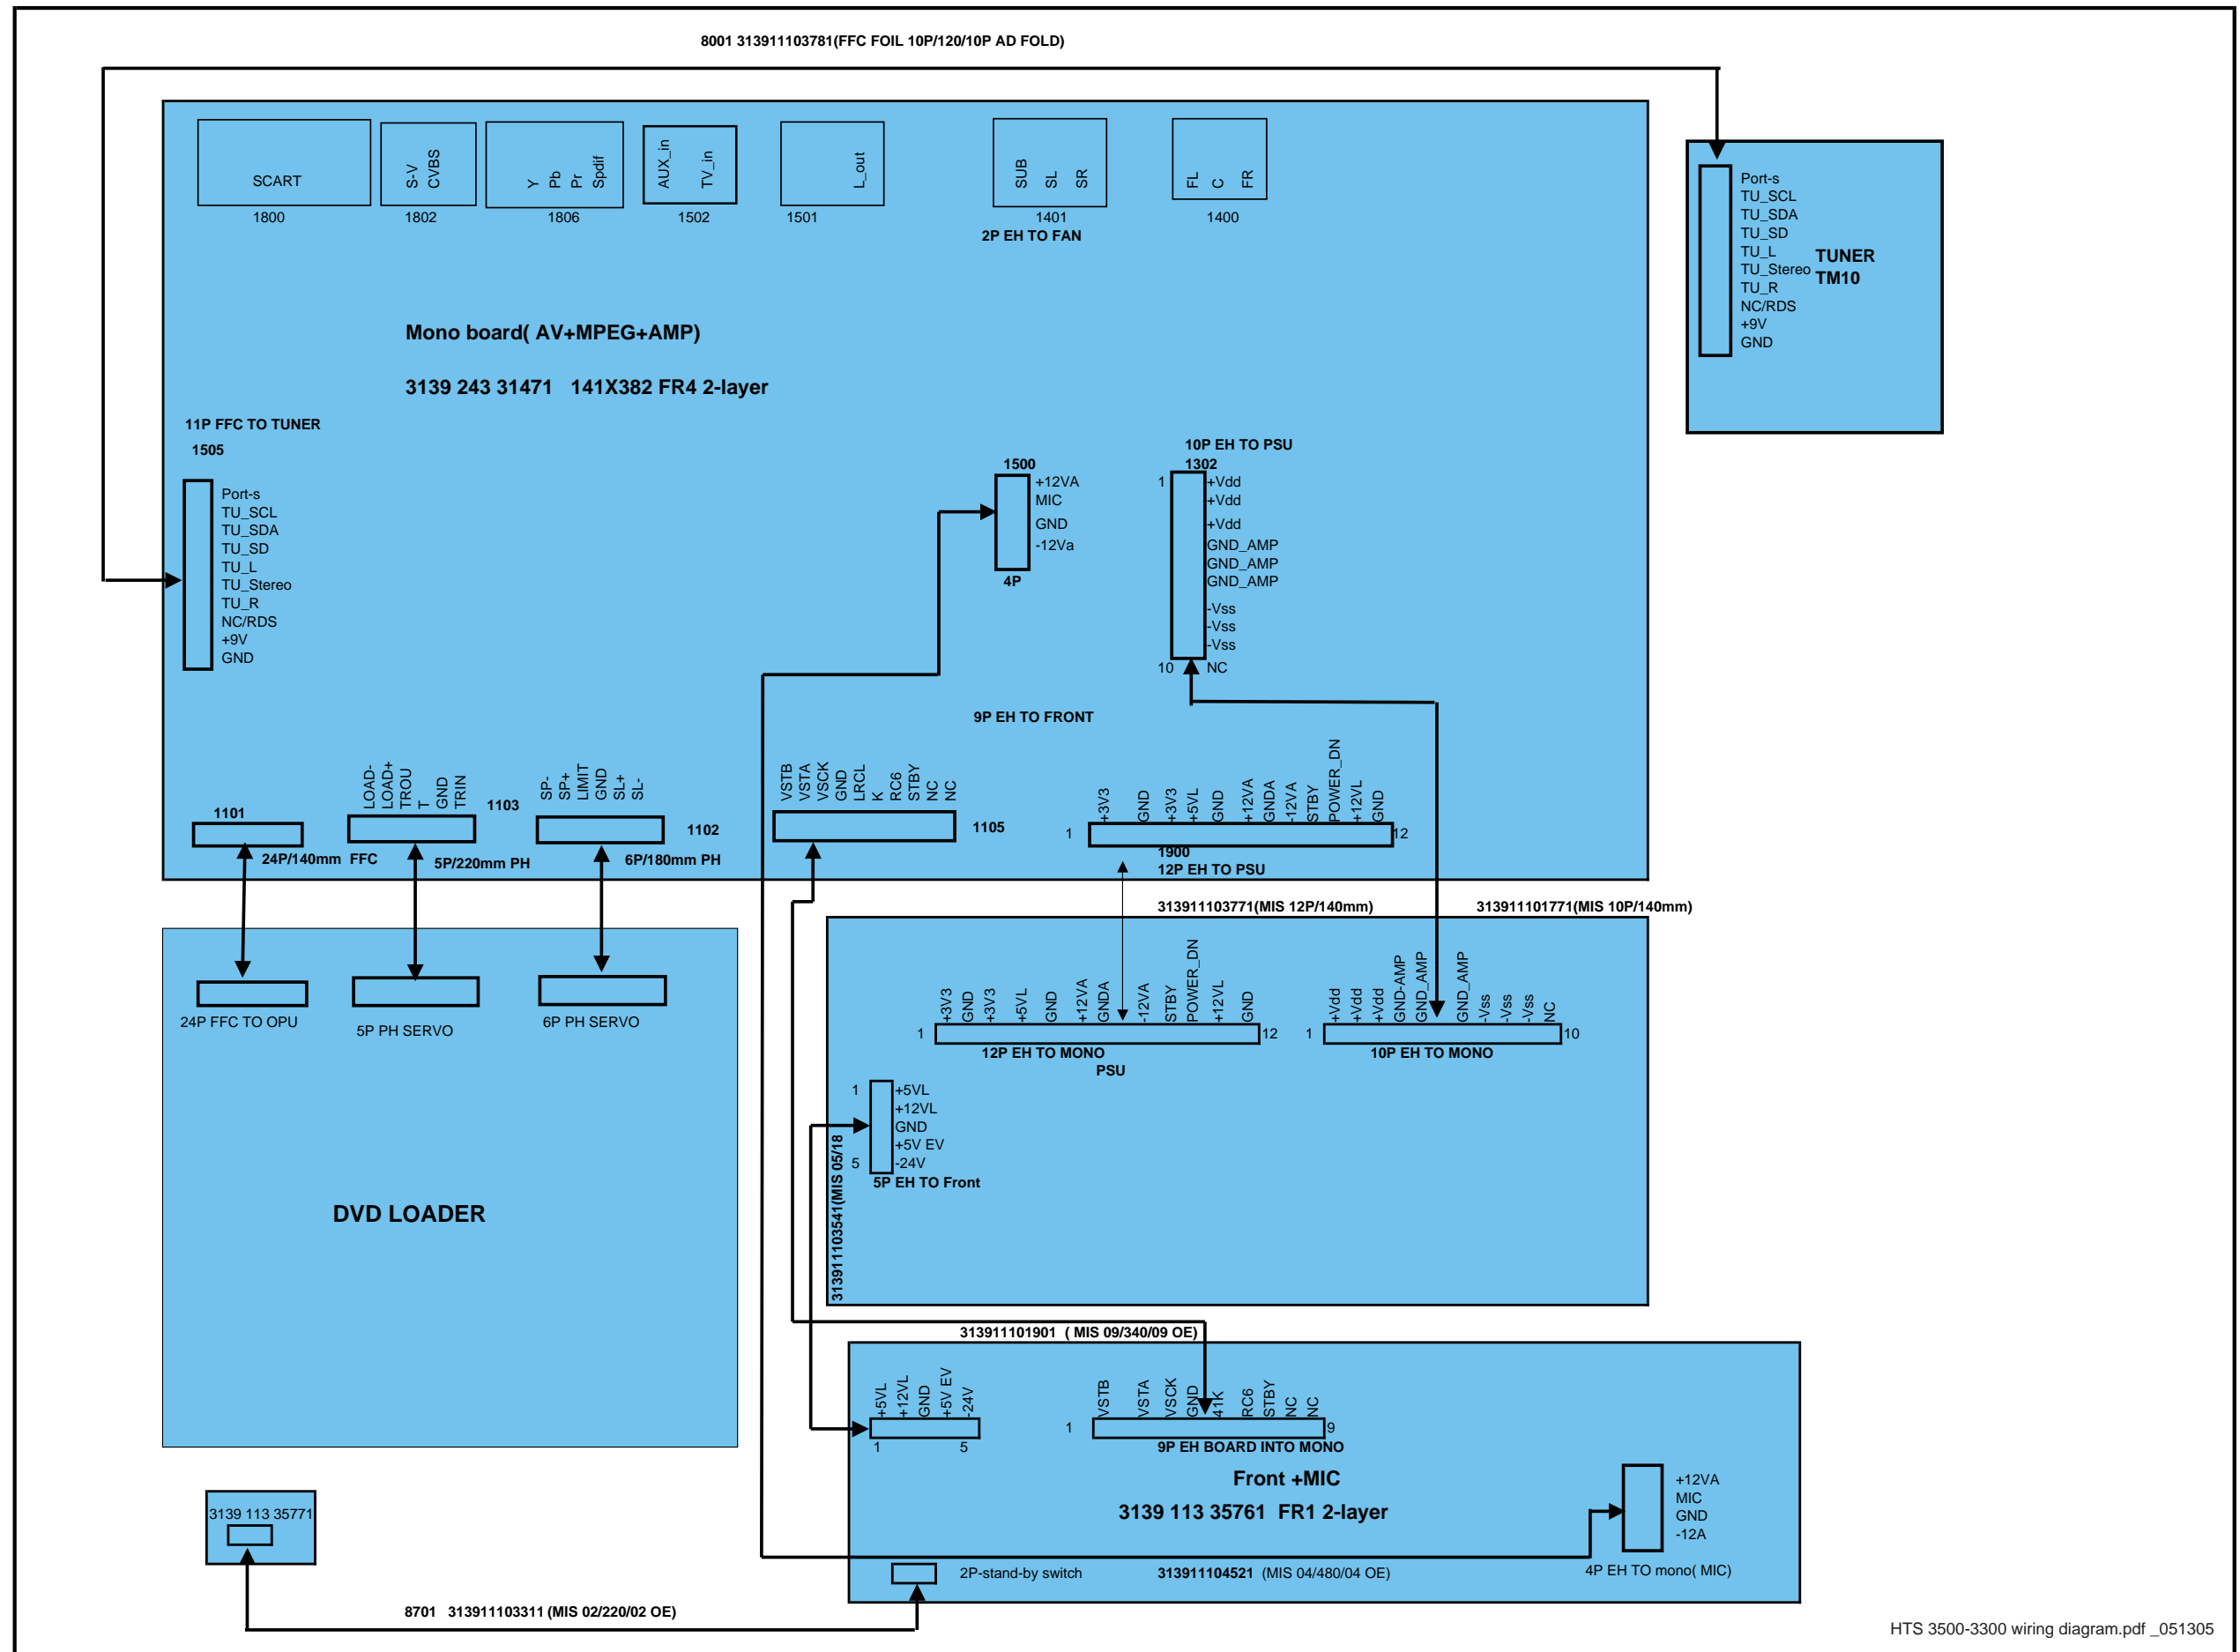 8001 313911103781(FFC FOIL 10P/120/10P AD FOLD)
SCART
1800
S-V
CVBS
1802
Y
Pb
Pr
Spdif
1806
AUX_in
TV_in
1502
L_out
1501
SUB
SL
SR
1401
2P EH TO FAN
FL
C
FR
1400
Port-s
TU_SCL
TU_SDA
TU_SD
TU_L
TU_Stereo
TU_R
NC/RDS
+9V
GND
TUNER
TM10
Mono board( AV+MPEG+AMP)
3139 243 31471 141X382 FR4 2-layer
11P FFC TO TUNER
1505
Port-s
TU_SCL
TU_SDA
TU_SD
TU_L
TU_Stereo
TU_R
NC/RDS
+9V
GND
1500
+12VA
MIC
GND
-12Va
4P
10P EH TO PSU
1302
1
+Vdd
+Vdd
+Vdd
GND_AMP
GND_AMP
GND_AMP
-Vss
-Vss
-Vss
10 NC
9P EH TO FRONT
1101
24P/140mm FFC
LOAD-
LOAD+
TROU
T
GND
TRIN
1103
5P/220mm PH
SP-
SP+
LIMIT
GND
SL+
SL-
1102
6P/180mm PH
VSTB
VSTA
VSCK
GND
LRCL
K
RC6
STBY
NC
NC
1105
+3V3
GND
+3V3
+5VL
GND
+12VA
GNDA
-12VA
STBY
POWER_DN
+12VL
GND
1
12
1900
12P EH TO PSU
313911103771(MIS 12P/140mm)
313911101771(MIS 10P/140mm)
24P FFC TO OPU
5P PH SERVO
6P PH SERVO
DVD LOADER
+3V3
GND
+3V3
+5VL
GND
+12VA
GNDA
-12VA
STBY
POWER_DN
+12VL
GND
1
12
12P EH TO MONO
PSU
+Vdd
+Vdd
+Vdd
GND-AMP
GND_AMP
GND_AMP
-Vss
-Vss
-Vss
NC
1
10
10P EH TO MONO
1
+5VL
+12VL
GND
+5V EV
5
-24V
5P EH TO Front
313911103541(MIS 05/18
313911101901 ( MIS 09/340/09 OE)
+5VL
+12VL
GND
+5V EV
-24V
1
5
VSTB
VSTA
VSCK
GND
41K
RC6
STBY
NC
NC
1
9
9P EH BOARD INTO MONO
Front +MIC
3139 113 35761 FR1 2-layer
+12VA
MIC
GND
-12A
4P EH TO mono( MIC)
2P-stand-by switch
313911104521 (MIS 04/480/04 OE)
3139 113 35771
8701 313911103311 (MIS 02/220/02 OE)
HTS 3500-3300 wiring diagram.pdf _051305